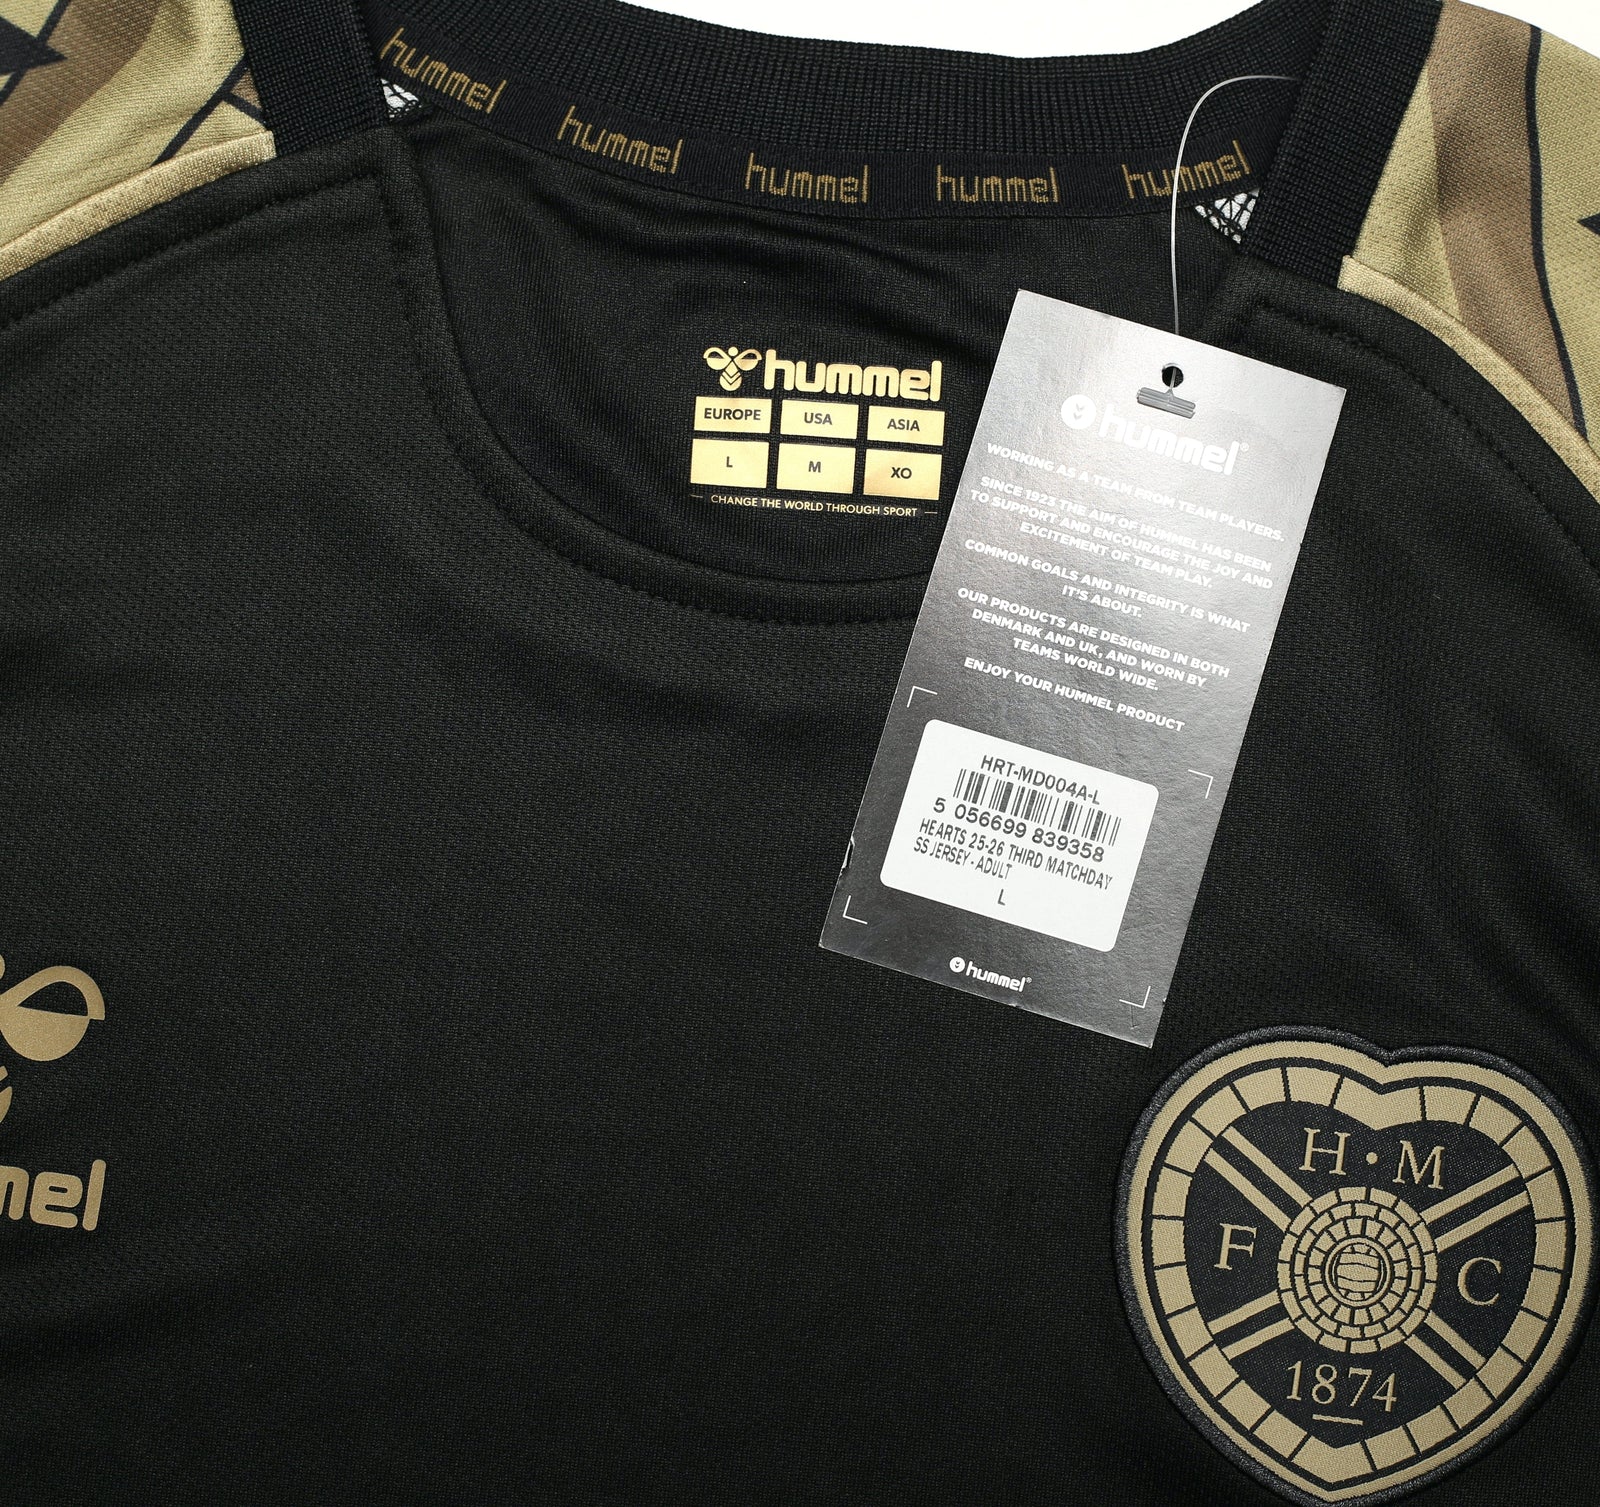 hummel hummel hummel hummel hummel
hummel
EUROPE USA ASIA
L M XO
CHANGE THE WORLD THROUGH SPORT
hummel®
WORKING AS A TEAM FROM TEAM PLAYERS.
SINCE 1923 THE AIM OF HUMMEL HAS BEEN
TO SUPPORT AND ENCOURAGE THE JOY AND
EXCITEMENT OF TEAM PLAY.
COMMON GOALS AND INTEGRITY IS WHAT
IT'S ABOUT.
OUR PRODUCTS ARE DESIGNED IN BOTH
DENMARK AND UK, AND WORN BY
TEAMS WORLD WIDE.
ENJOY YOUR HUMMEL PRODUCT
HRT-MD004A-L
5 056699 839358
HEARTS 25-26 THIRD MATCHDAY
SS JERSEY - ADULT
L
hummel®
mel
H·M
F C
1874